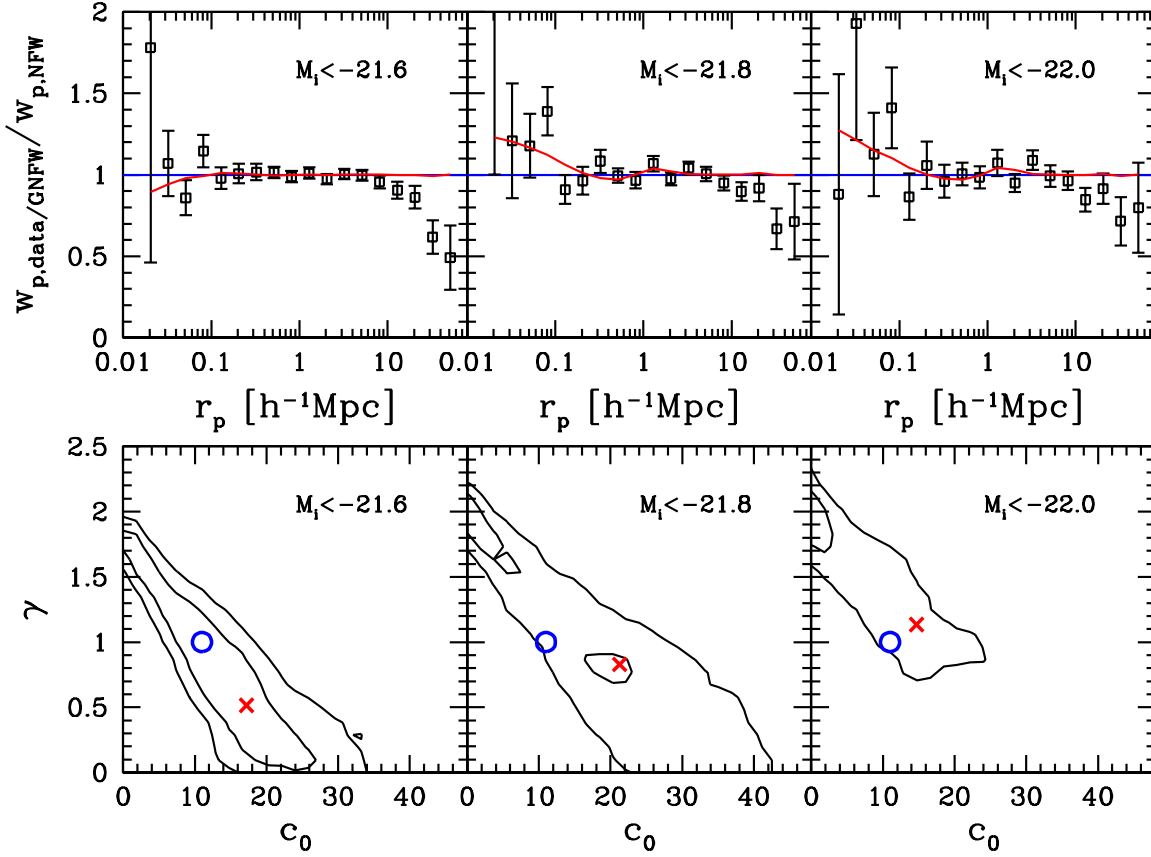 w_p,data/GNFW / w_p,NFW
2
1.5
1
0.5
0
M_i<-21.6
M_i<-21.8
M_i<-22.0
0.01 0.1 1 10 0.01 0.1 1 10 0.01 0.1 1 10
r_p [h⁻¹Mpc]
r_p [h⁻¹Mpc]
r_p [h⁻¹Mpc]
γ
2.5
2
1.5
1
0.5
0
M_i<-21.6
M_i<-21.8
M_i<-22.0
0 10 20 30 40 0 10 20 30 40 0 10 20 30 40
c_0
c_0
c_0